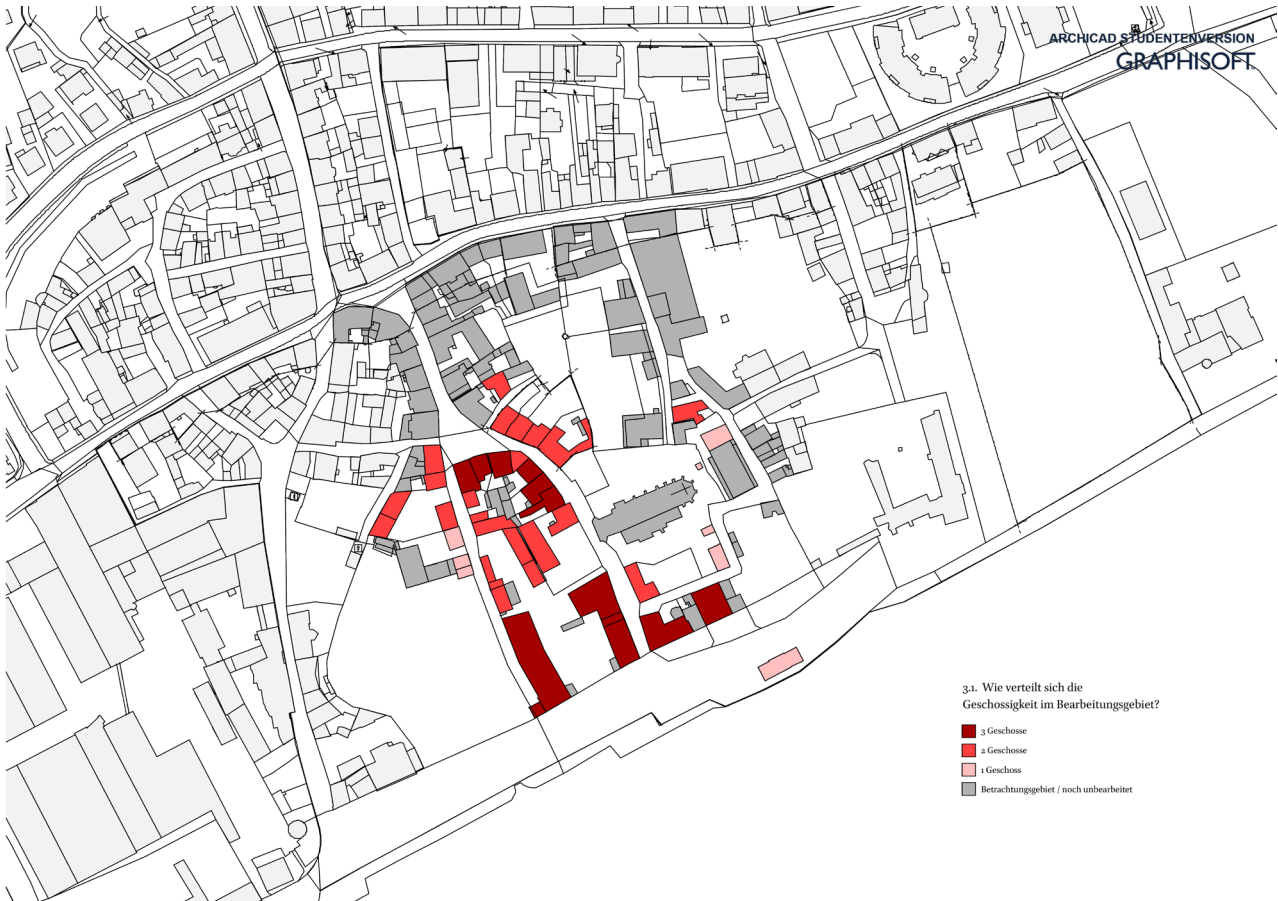 ARCHICAD STUDENTENVERSION
GRAPHISOFT.
3.1. Wie verteilt sich die
Geschossigkeit im Bearbeitungsgebiet?
3 Geschosse
2 Geschosse
1 Geschoss
Betrachtungsgebiet / noch unbearbeitet